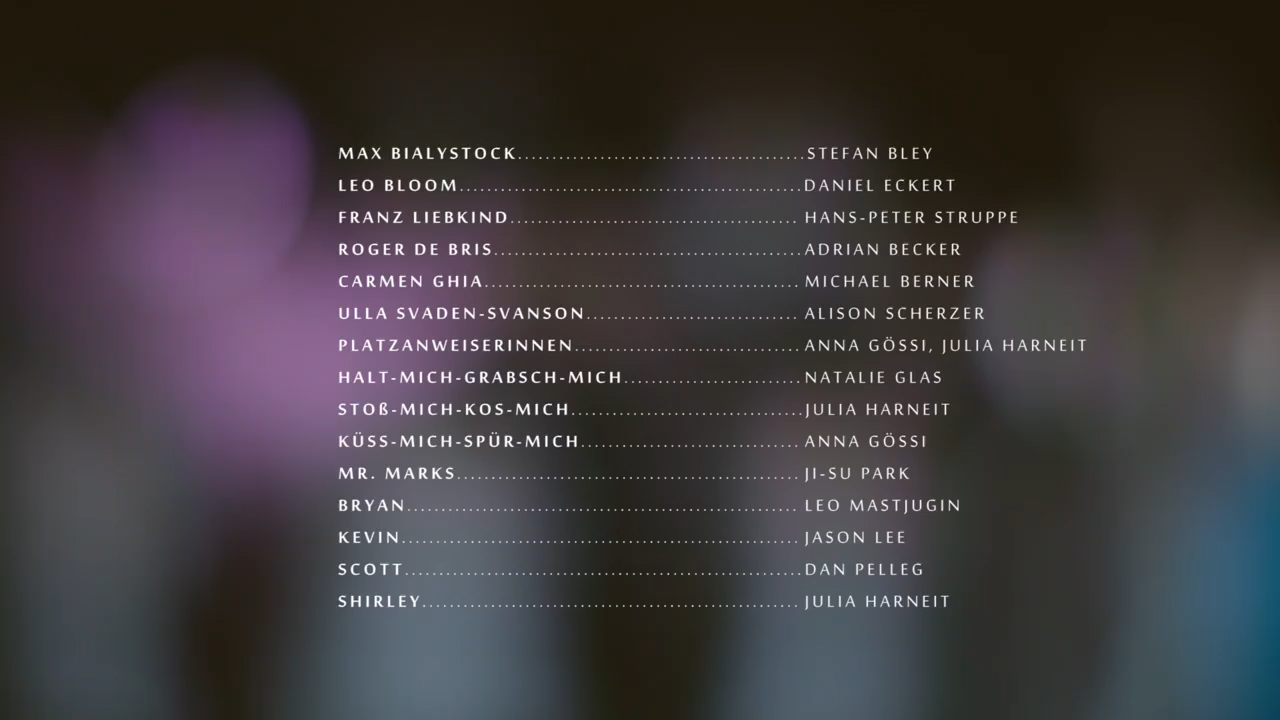 MAX BIALYSTOCK..........................................STEFAN BLEY
LEO BLOOM..................................................DANIEL ECKERT
FRANZ LIEBKIND.......................................... HANS-PETER STRUPPE
ROGER DE BRIS............................................ADRIAN BECKER
CARMEN GHIA.............................................. MICHAEL BERNER
ULLA SVADEN-SVANSON............................... ALISON SCHERZER
PLATZANWEISERINNEN................................. ANNA GÖSSI, JULIA HARNEIT
HALT-MICH-GRABSCH-MICH..........................NATALIE GLAS
STOß-MICH-KOS-MICH..................................JULIA HARNEIT
KÜSS-MICH-SPÜR-MICH................................ ANNA GÖSSI
MR. MARKS.................................................. JI-SU PARK
BRYAN......................................................... LEO MASTJUGIN
KEVIN.......................................................... JASON LEE
SCOTT..........................................................DAN PELLEG
SHIRLEY....................................................... JULIA HARNEIT